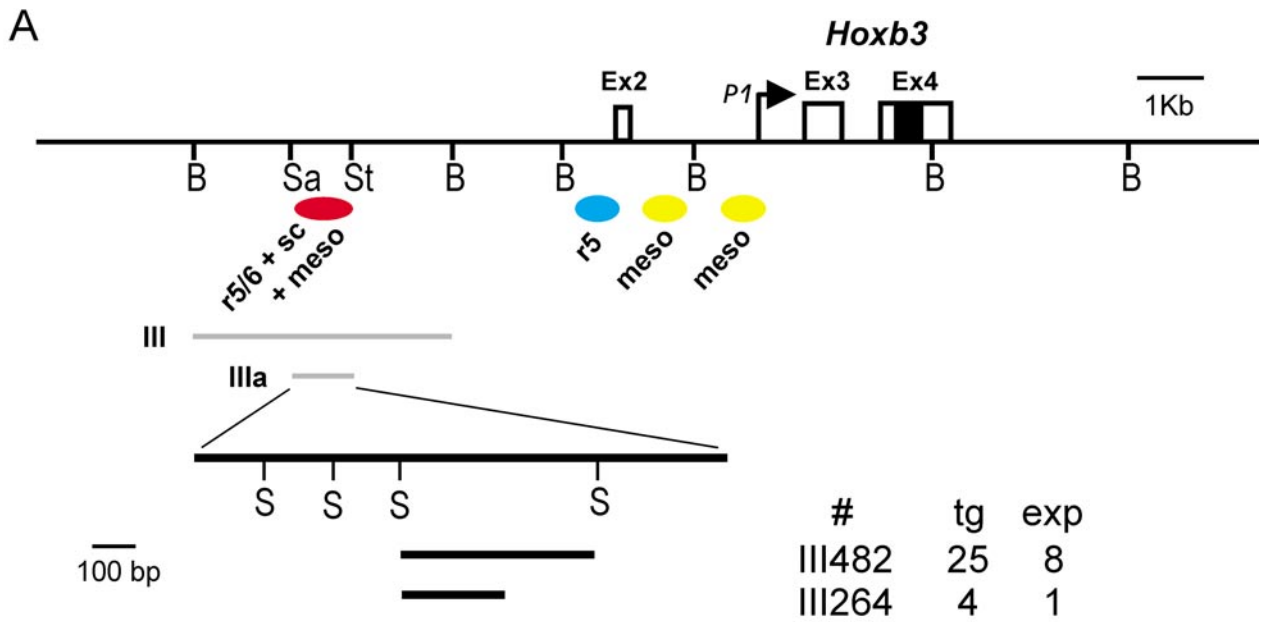 A
Hoxb3
Ex2 P1 Ex3 Ex4
1Kb
B Sa St B B B B B
r5/6 + sc
+ meso
r5
meso
meso
III
IIIa
S S S S
100 bp
# tg exp
III482 25 8
III264 4 1